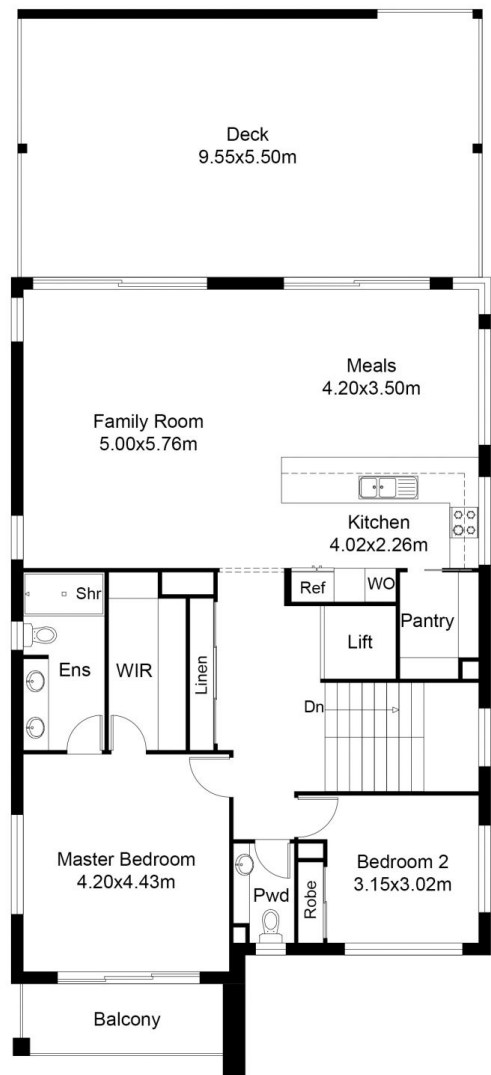 Deck
9.55x5.50m
Meals
4.20x3.50m
Family Room
5.00x5.76m
Kitchen
4.02x2.26m
Ref
WO
Shr
Pantry
Lift
Ens
WIR
Linen
Dn
Master Bedroom
4.20x4.43m
Bedroom 2
3.15x3.02m
Pwd
Robe
Balcony